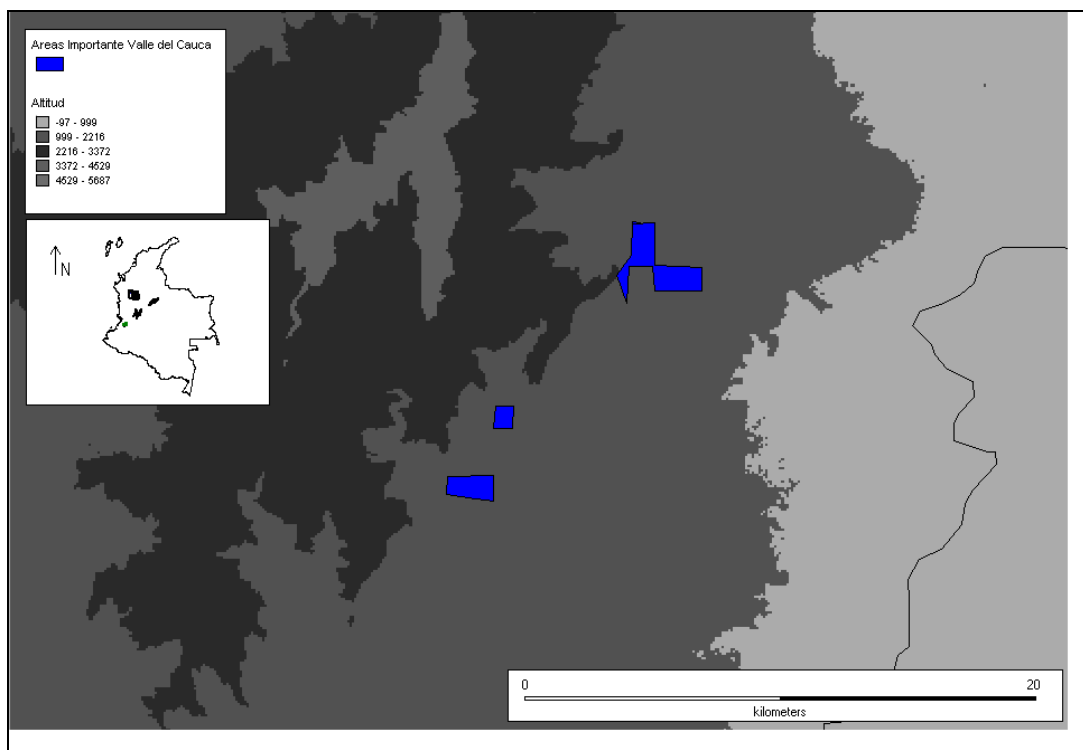 Areas Importante Valle del Cauca
Altitud
-97 - 999
999 - 2216
2216 - 3372
3372 - 4529
4529 - 5687
N
0 20
kilometers